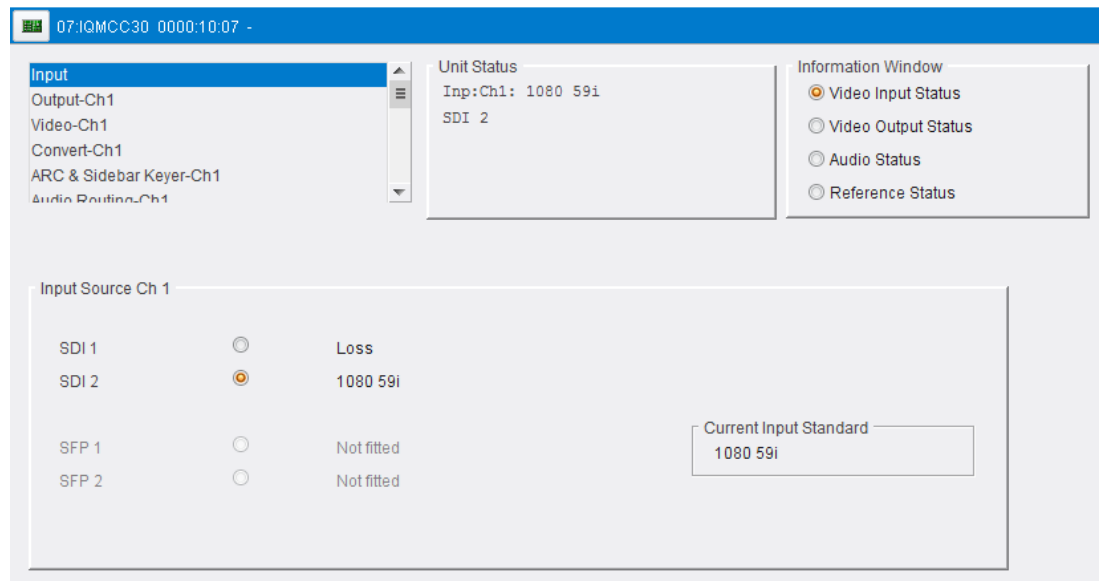 07:IQMCC30 0000:10:07 -
Input
Output-Ch1
Video-Ch1
Convert-Ch1
ARC & Sidebar Keyer-Ch1
Audio Routing-Ch1
Unit Status
Inp:Ch1: 1080 59i
SDI 2
Information Window
Video Input Status
Video Output Status
Audio Status
Reference Status
Input Source Ch 1
SDI 1 Loss
SDI 2 1080 59i
SFP 1 Not fitted
SFP 2 Not fitted
Current Input Standard
1080 59i